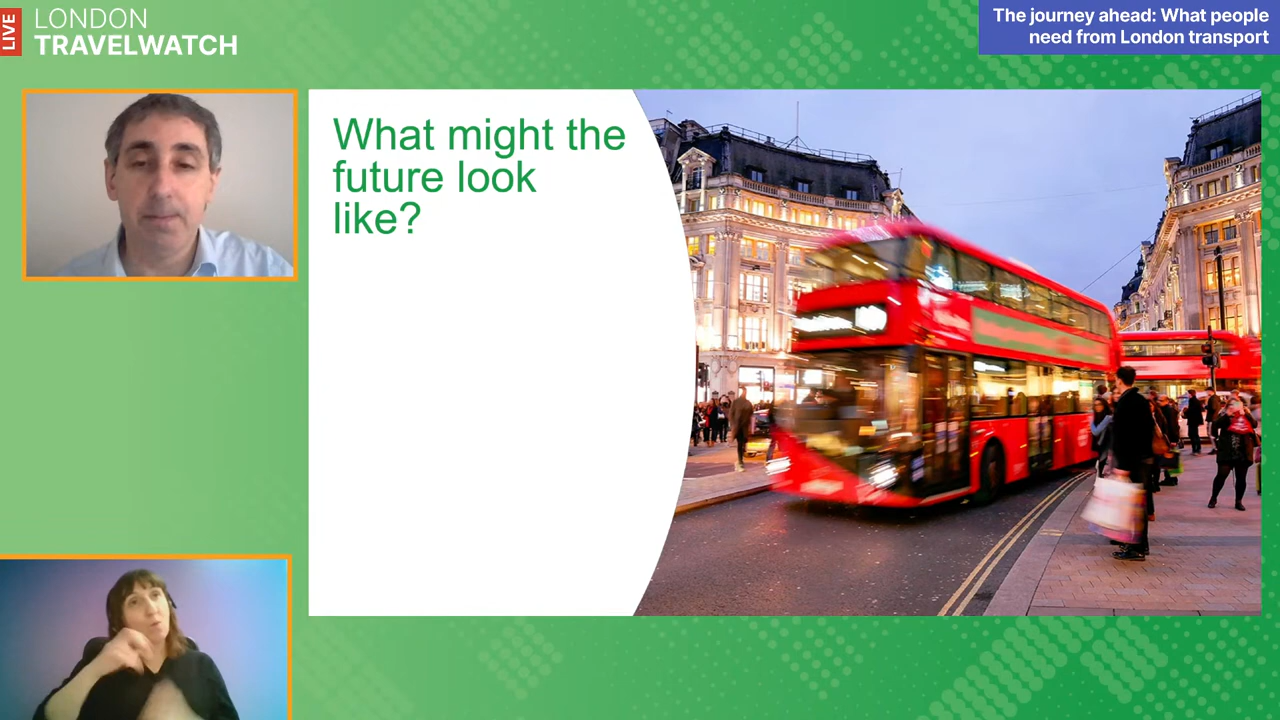 LIVE
LONDON
TRAVELWATCH
The journey ahead: What people
need from London transport
What might the
future look
like?